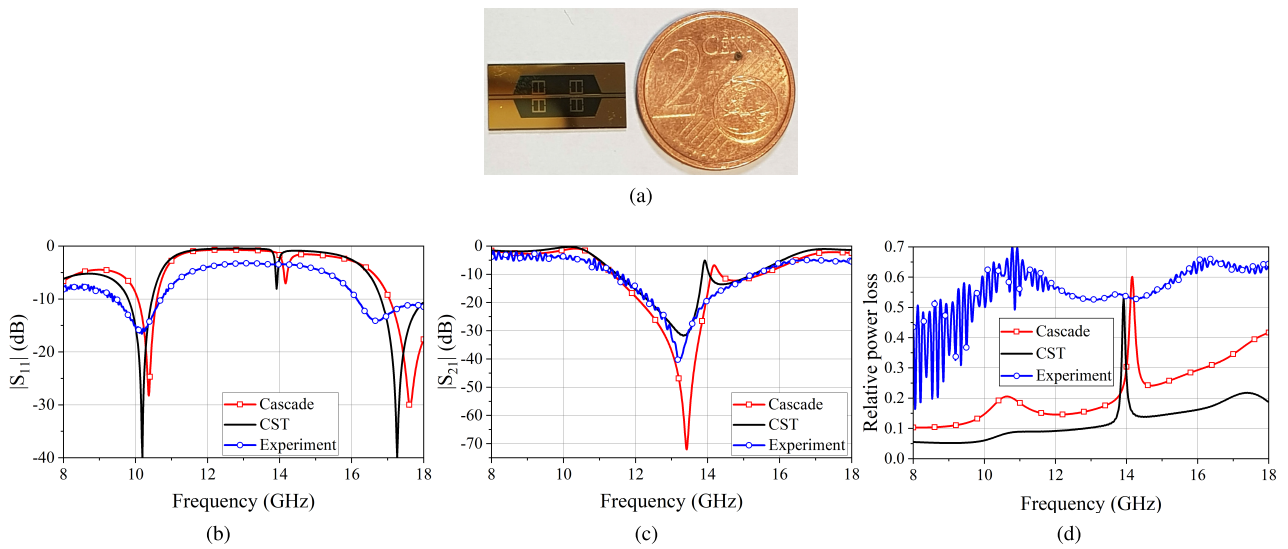 2
CENT
(a)
|S11| (dB)
0
-10
-20
-30
-40
8
10
12
14
16
18
Cascade
CST
Experiment
Frequency (GHz)
(b)
|S21| (dB)
0
-10
-20
-30
-40
-50
-60
-70
8
10
12
14
16
18
Cascade
CST
Experiment
Frequency (GHz)
(c)
Relative power loss
0.7
0.6
0.5
0.4
0.3
0.2
0.1
0.0
8
10
12
14
16
18
Cascade
CST
Experiment
Frequency (GHz)
(d)